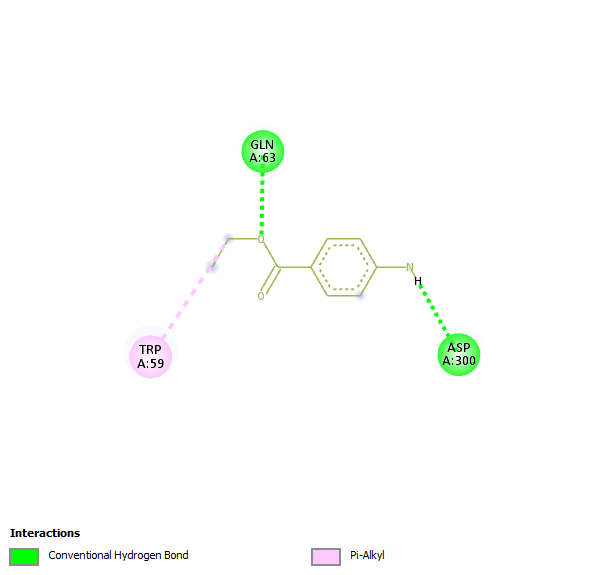 GLN
A:63
O
O
N
H
TRP
A:59
ASP
A:300
Interactions
Conventional Hydrogen Bond
Pi-Alkyl